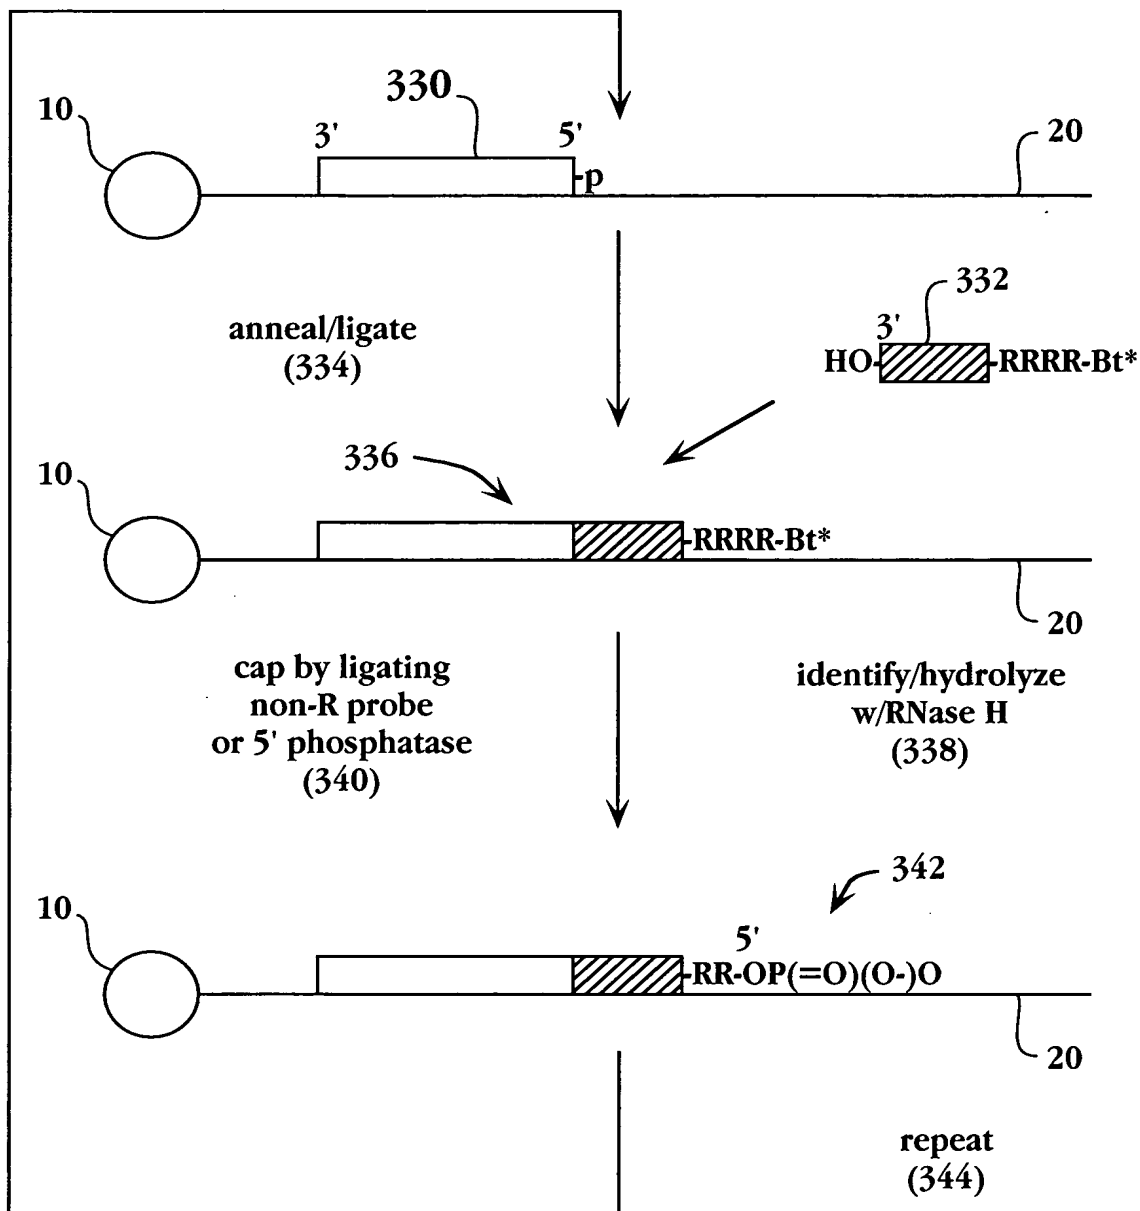 330
10
3'
5'
20
-p
332
3'
anneal/ligate
(334)
HO-
-RRRR-Bt*
336
10
-RRRR-Bt*
20
cap by ligating
non-R probe
or 5' phosphatase
(340)
identify/hydrolyze
w/RNase H
(338)
342
10
5'
-RR-OP(=O)(O-)O
20
repeat
(344)